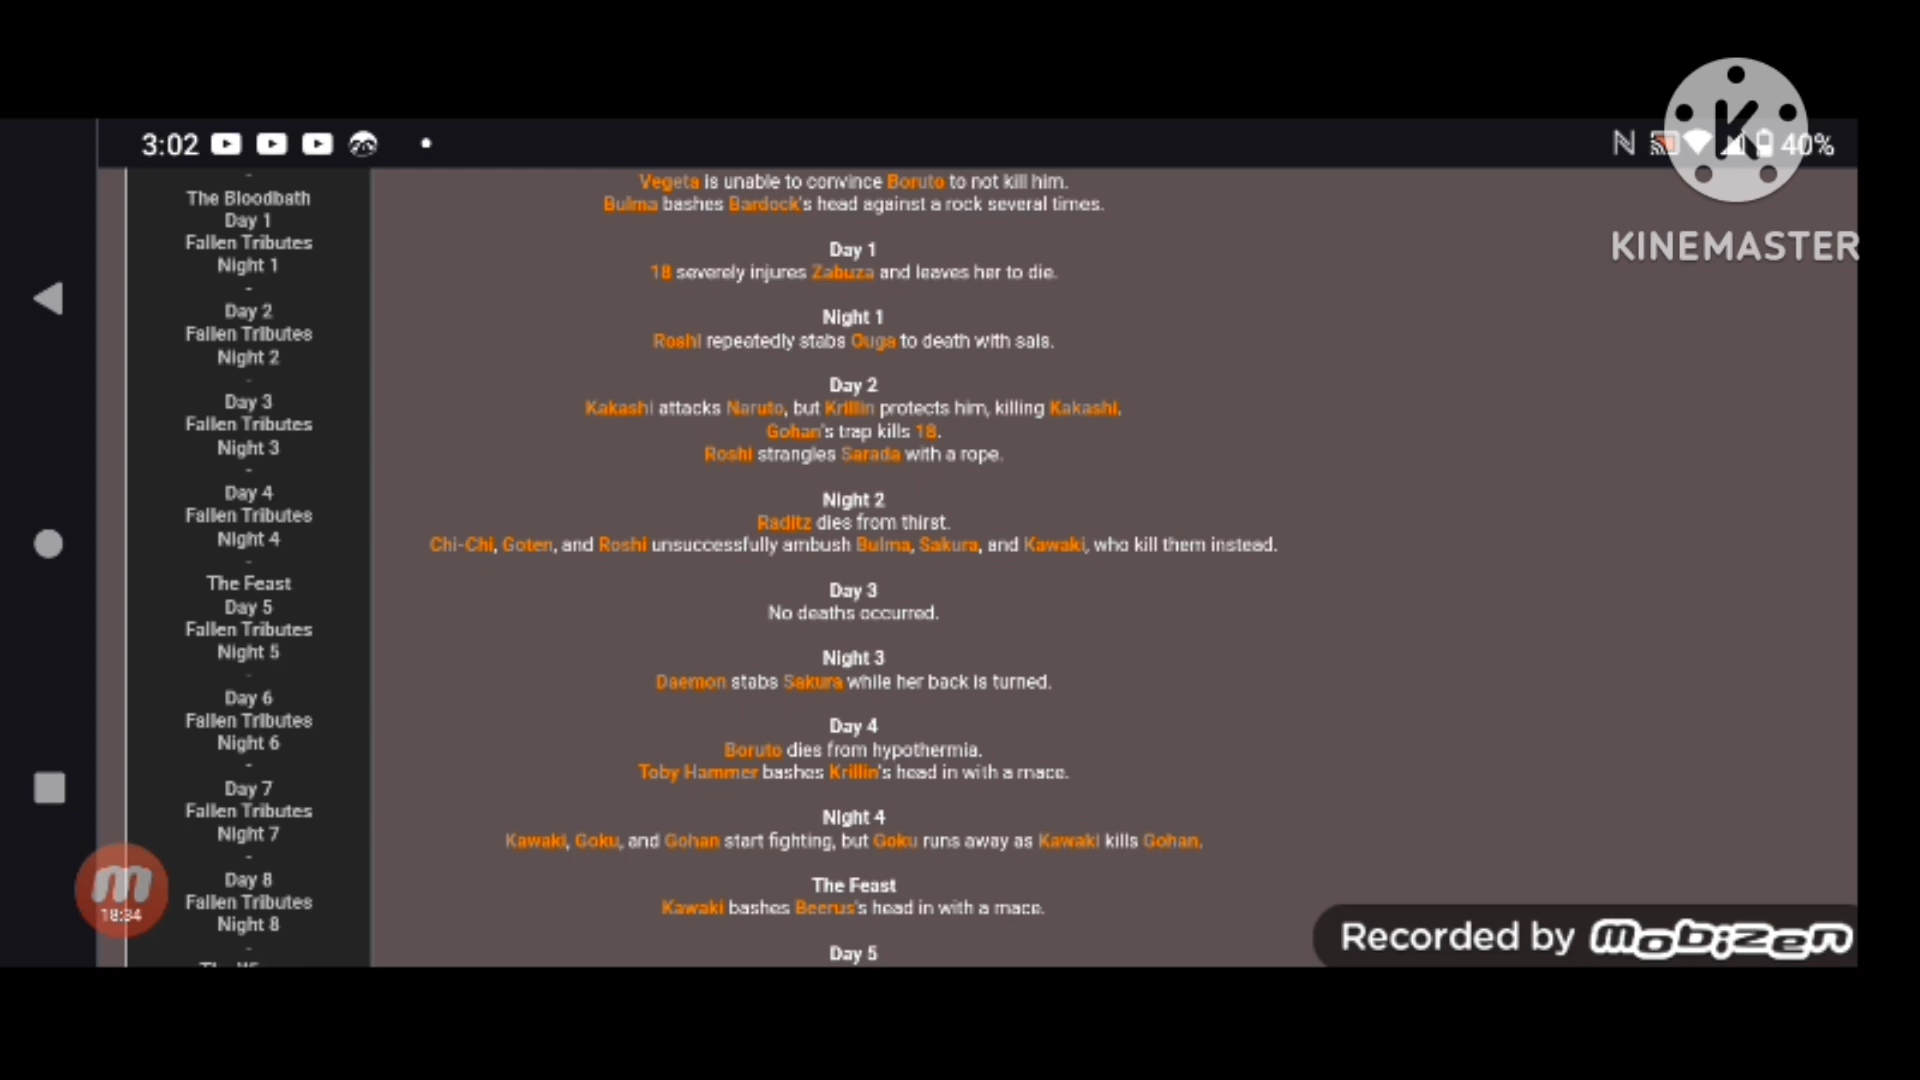 3:02
40%
KINEMASTER
The Bloodbath
Day 1
Fallen Tributes
Night 1
-
Day 2
Fallen Tributes
Night 2
-
Day 3
Fallen Tributes
Night 3
-
Day 4
Fallen Tributes
Night 4
-
The Feast
Day 5
Fallen Tributes
Night 5
-
Day 6
Fallen Tributes
Night 6
-
Day 7
Fallen Tributes
Night 7
-
Day 8
Fallen Tributes
Night 8
-
Vegeta is unable to convince Boruto to not kill him.
Bulma bashes Bardock's head against a rock several times.
Day 1
18 severely injures Zabuza and leaves her to die.
Night 1
Roshi repeatedly stabs Ouga to death with sais.
Day 2
Kakashi attacks Naruto, but Krillin protects him, killing Kakashi.
Gohan's trap kills 18.
Roshi strangles Sarada with a rope.
Night 2
Raditz dies from thirst.
Chi-Chi, Goten, and Roshi unsuccessfully ambush Bulma, Sakura, and Kawaki, who kill them instead.
Day 3
No deaths occurred.
Night 3
Daemon stabs Sakura while her back is turned.
Day 4
Boruto dies from hypothermia.
Toby Hammer bashes Krillin's head in with a mace.
Night 4
Kawaki, Goku, and Gohan start fighting, but Goku runs away as Kawaki kills Gohan.
The Feast
Kawaki bashes Beerus's head in with a mace.
Day 5
18:34
Recorded by Mobizen